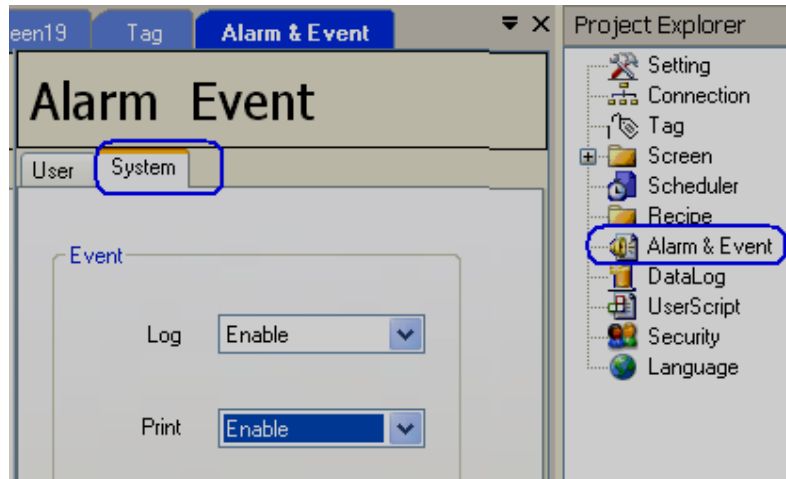 een19 Tag Alarm & Event
Alarm Event
User System
Event
Log Enable
Print Enable
Project Explorer
Setting
Connection
Tag
Screen
Scheduler
Recipe
Alarm & Event
DataLog
UserScript
Security
Language